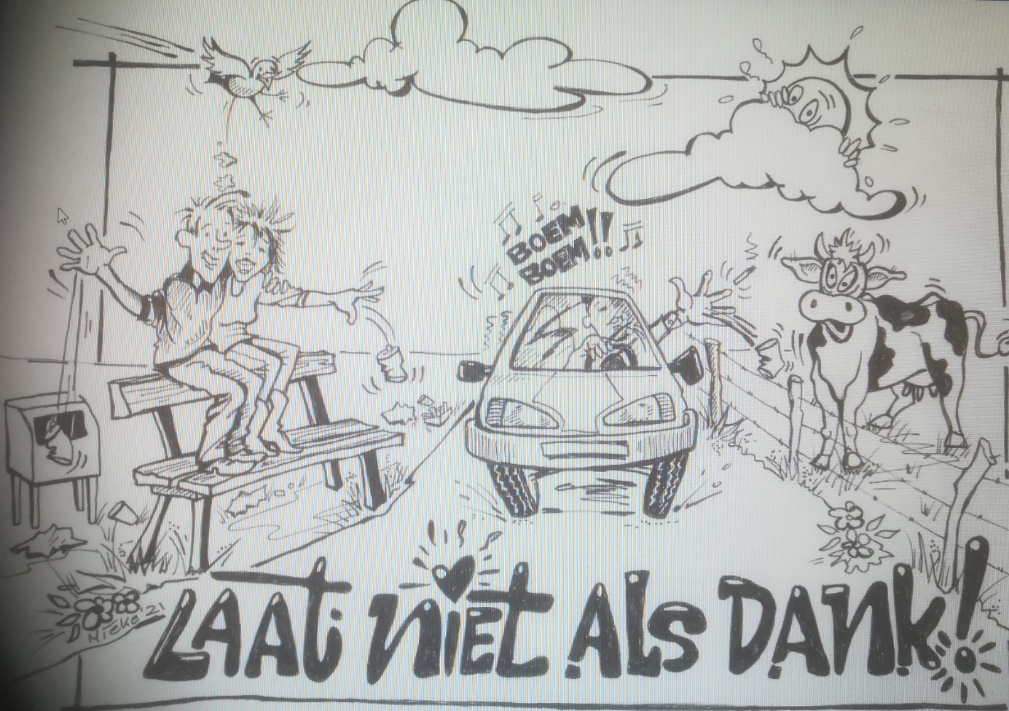 BOEM
BOEM!!
LAAT NIET ALS DANK!
Mieke 21